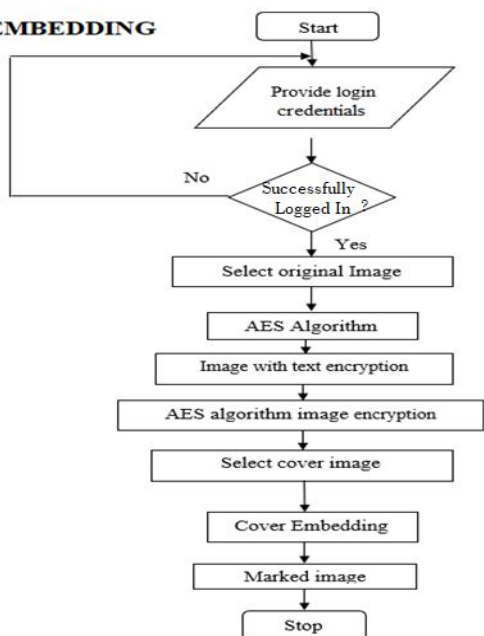 EMBEDDING
Start
Provide login
credentials
No
Successfully
Logged In ?
Yes
Select original Image
AES Algorithm
Image with text encryption
AES algorithm image encryption
Select cover image
Cover Embedding
Marked image
Stop